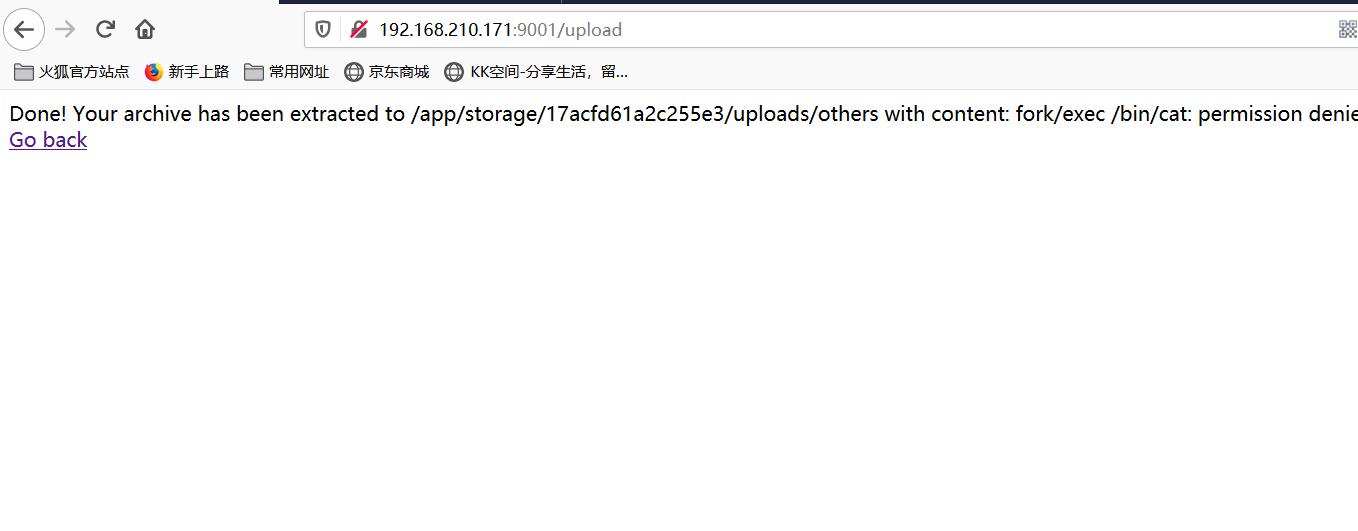 192.168.210.171:9001/upload
火狐官方站点 新手上路 常用网址 京东商城 KK空间-分享生活，留...
Done! Your archive has been extracted to /app/storage/17acfd61a2c255e3/uploads/others with content: fork/exec /bin/cat: permission denie
Go back